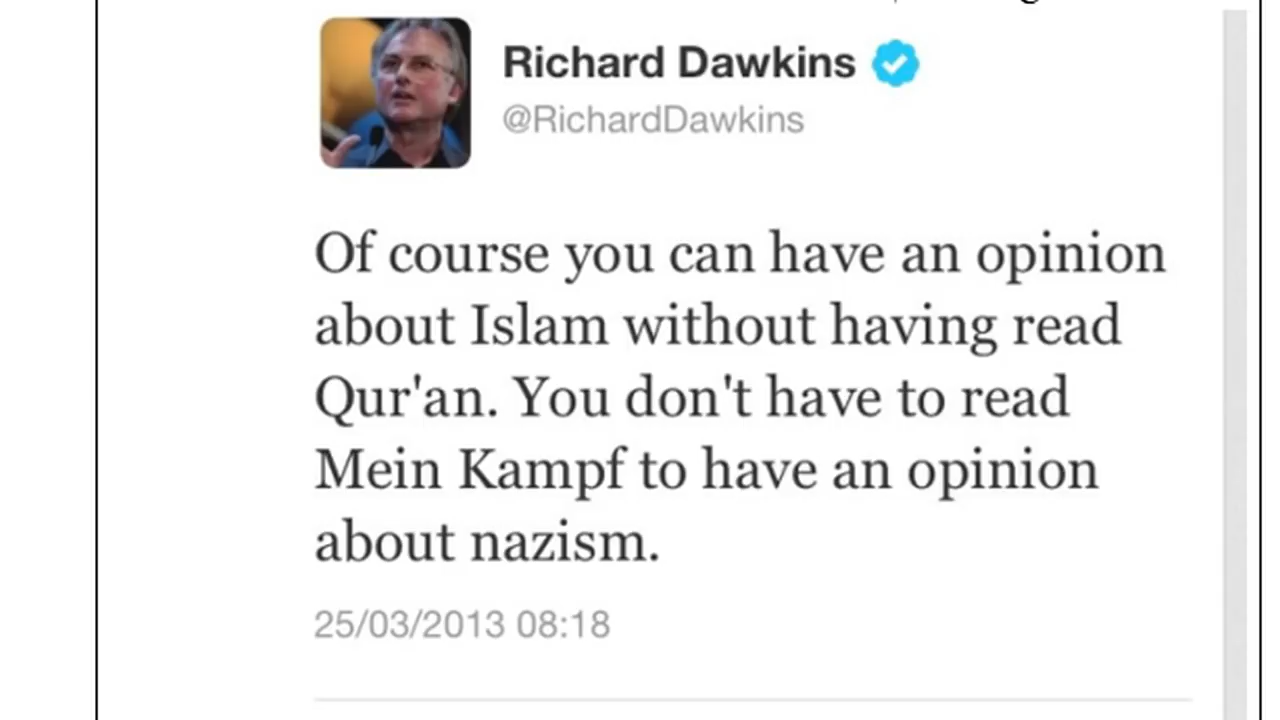 Richard Dawkins
@RichardDawkins
Of course you can have an opinion
about Islam without having read
Qur'an. You don't have to read
Mein Kampf to have an opinion
about nazism.
25/03/2013 08:18